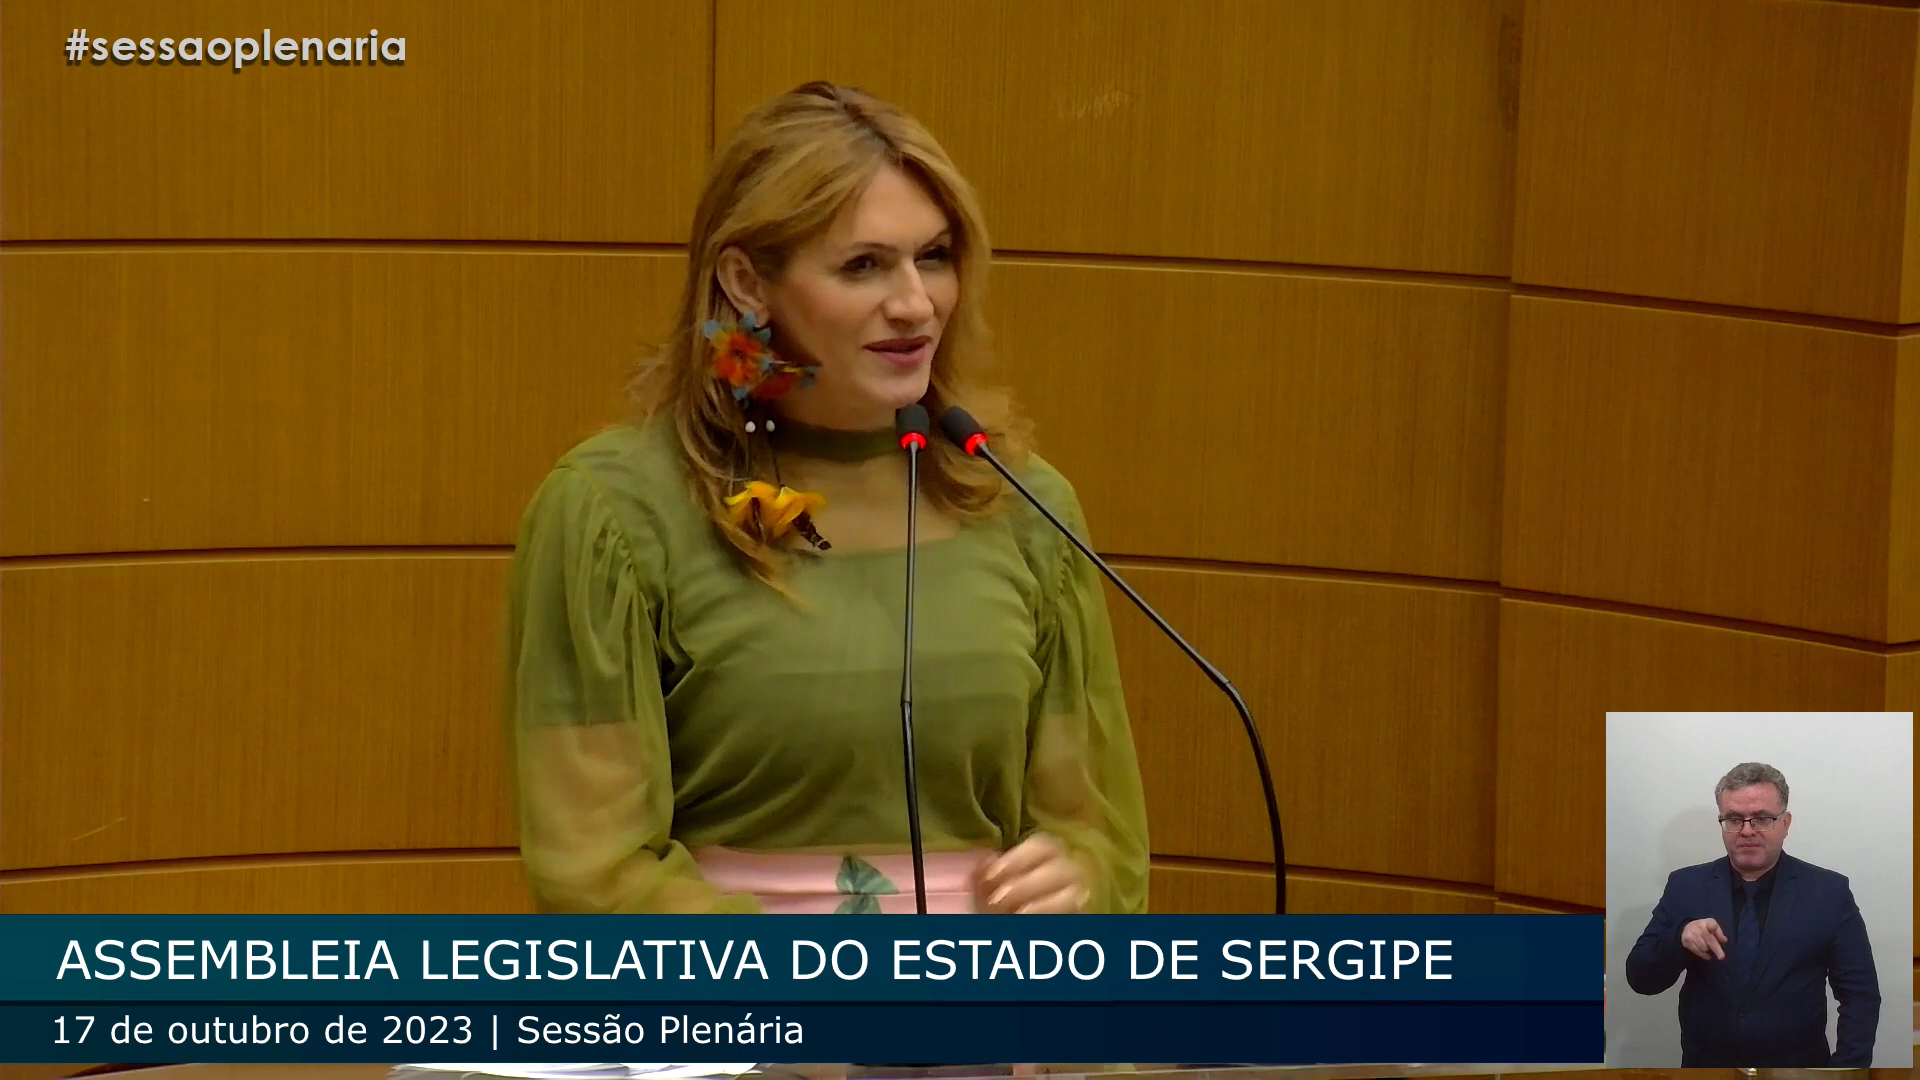 #sessaoplenaria
ASSEMBLEIA LEGISLATIVA DO ESTADO DE SERGIPE
17 de outubro de 2023 | Sessão Plenária